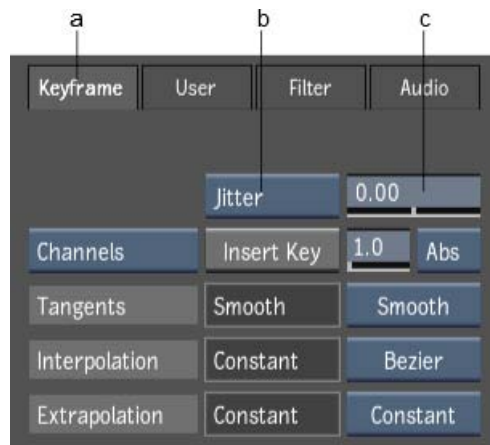 a b c
Keyframe User Filter Audio
Jitter 0.00
Channels Insert Key 1.0 Abs
Tangents Smooth Smooth
Interpolation Constant Bezier
Extrapolation Constant Constant